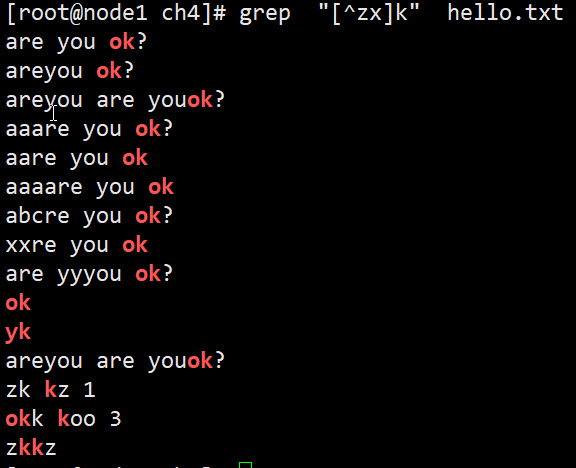 [root@node1 ch4]# grep  "[^zx]k"  hello.txt
are you ok?
areyou ok?
areyou are youok?
aaare you ok?
aare you ok
aaaare you ok
abcre you ok?
xxre you ok
are yyyou ok?
ok
yk
areyou are youok?
zk kz 1
okk koo 3
zkkz